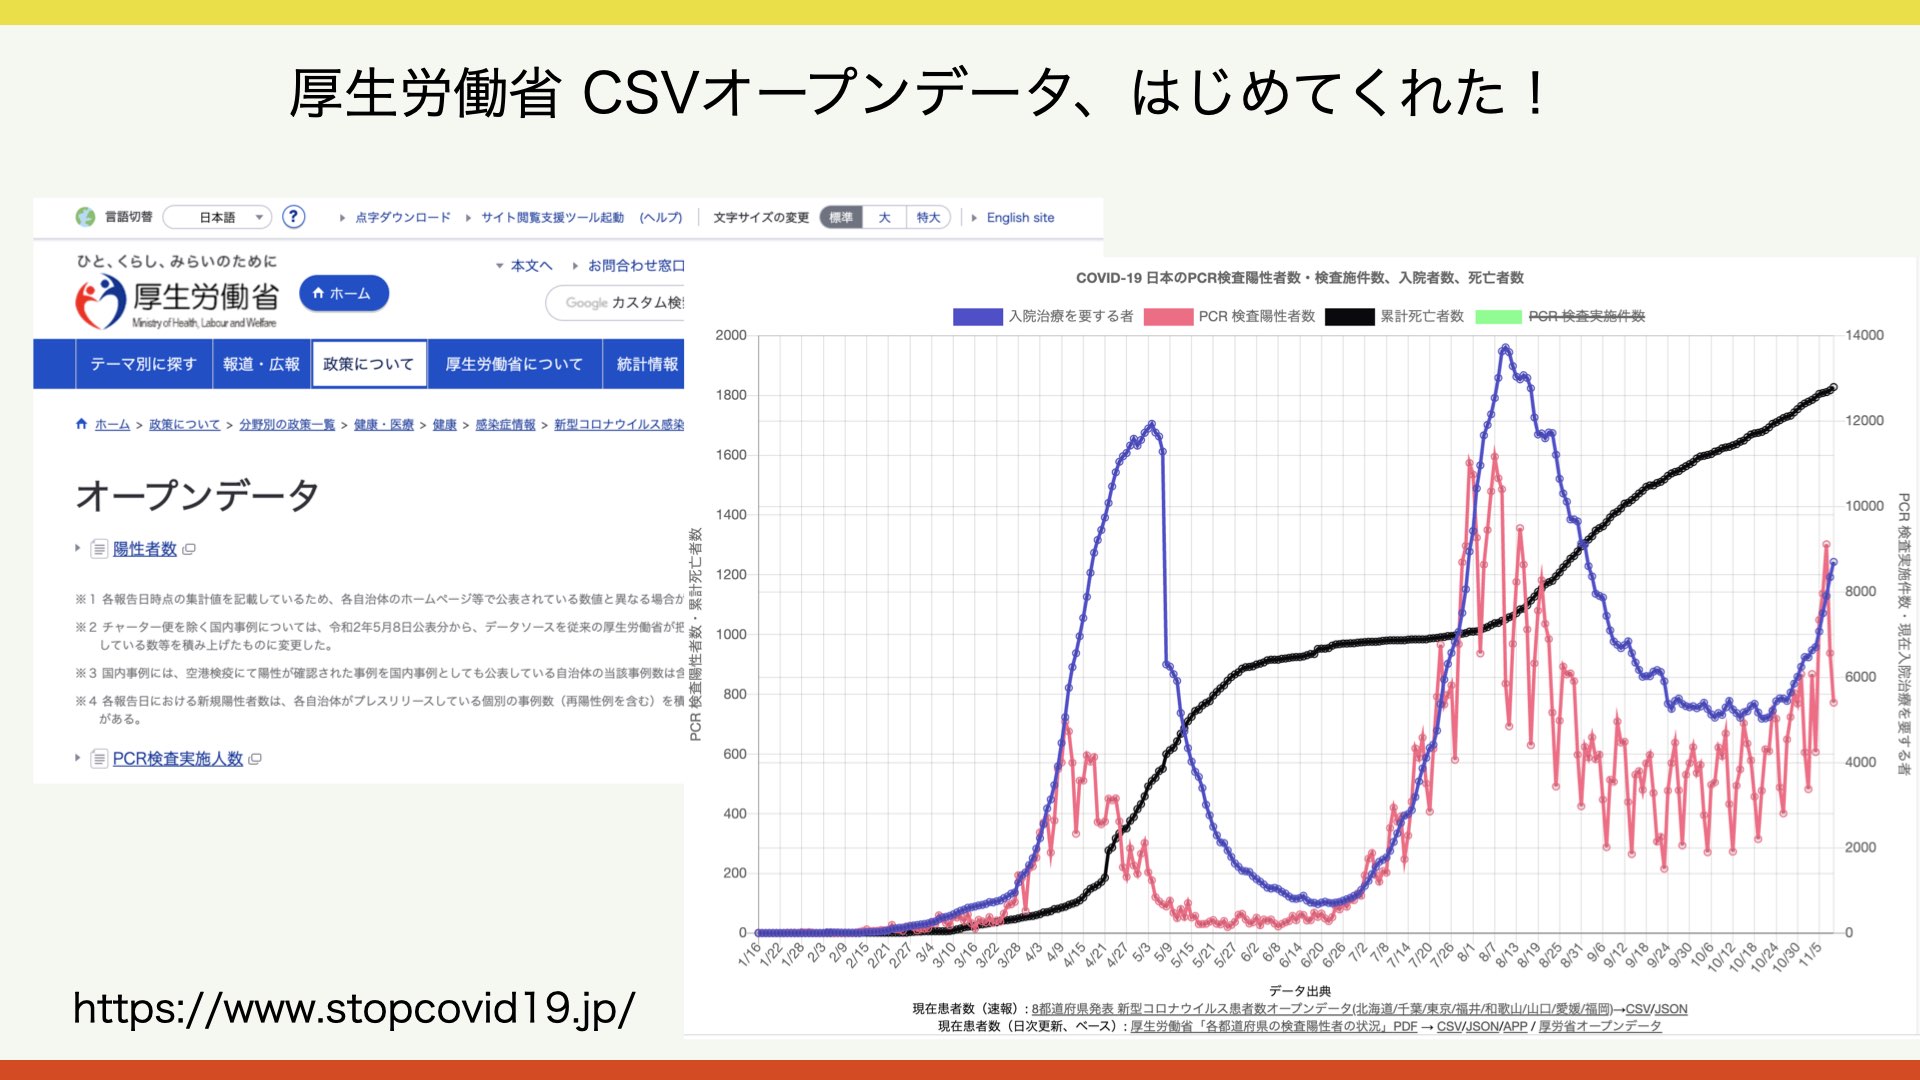 厚生労働省 CSVオープンデータ、はじめてくれた！
言語切替 日本語 ? 点字ダウンロード サイト閲覧支援ツール起動 (ヘルプ) 文字サイズの変更 標準 大 特大 English site
ひと、くらし、みらいのために
厚生労働省
Ministry of Health, Labour and Welfare
ホーム
本文へ お問合わせ窓口
Google カスタム検
テーマ別に探す 報道・広報 政策について 厚生労働省について 統計情報
ホーム > 政策について > 分野別の政策一覧 > 健康・医療 > 健康 > 感染症情報 > 新型コロナウイルス感染
オープンデータ
陽性者数
※１ 各報告日時点の集計値を記載しているため、各自治体のホームページ等で公表されている数値と異なる場合が
※２ チャーター便を除く国内事例については、令和2年5月8日公表分から、データソースを従来の厚生労働省が把
している数等を積み上げたものに変更した。
※３ 国内事例には、空港検疫にて陽性が確認された事例を国内事例としても公表している自治体の当該事例数は含
※４ 各報告日における新規陽性者数は、各自治体がプレスリリースしている個別の事例数（再陽性例を含む）を積
がある。
PCR検査実施人数
https://www.stopcovid19.jp/
COVID-19 日本のPCR検査陽性者数・検査施件数、入院者数、死亡者数
入院治療を要する者 PCR 検査陽性者数 累計死亡者数 PCR 検査実施件数
PCR 検査陽性者数・累計死亡者数
2000
1800
1600
1400
1200
1000
800
600
400
200
0
14000
12000
10000
8000
6000
4000
2000
0
PCR 検査実施件数・現在入院治療を要する者
1/16 1/22 1/28 2/3 2/9 2/15 2/21 2/27 3/4 3/10 3/16 3/22 3/28 4/3 4/9 4/15 4/21 4/27 5/3 5/9 5/15 5/21 5/27 6/2 6/8 6/14 6/20 6/26 7/2 7/8 7/14 7/20 7/26 8/1 8/7 8/13 8/19 8/25 8/31 9/6 9/12 9/18 9/24 9/30 10/6 10/12 10/18 10/24 10/30 11/5
データ出典
現在患者数（速報）: 8都道府県発表 新型コロナウイルス患者数オープンデータ(北海道/千葉/東京/福井/和歌山/山口/愛媛/福岡)→CSV/JSON
現在患者数（日次更新、ベース）: 厚生労働省「各都道府県の検査陽性者の状況」PDF → CSV/JSON/APP / 厚労省オープンデータ